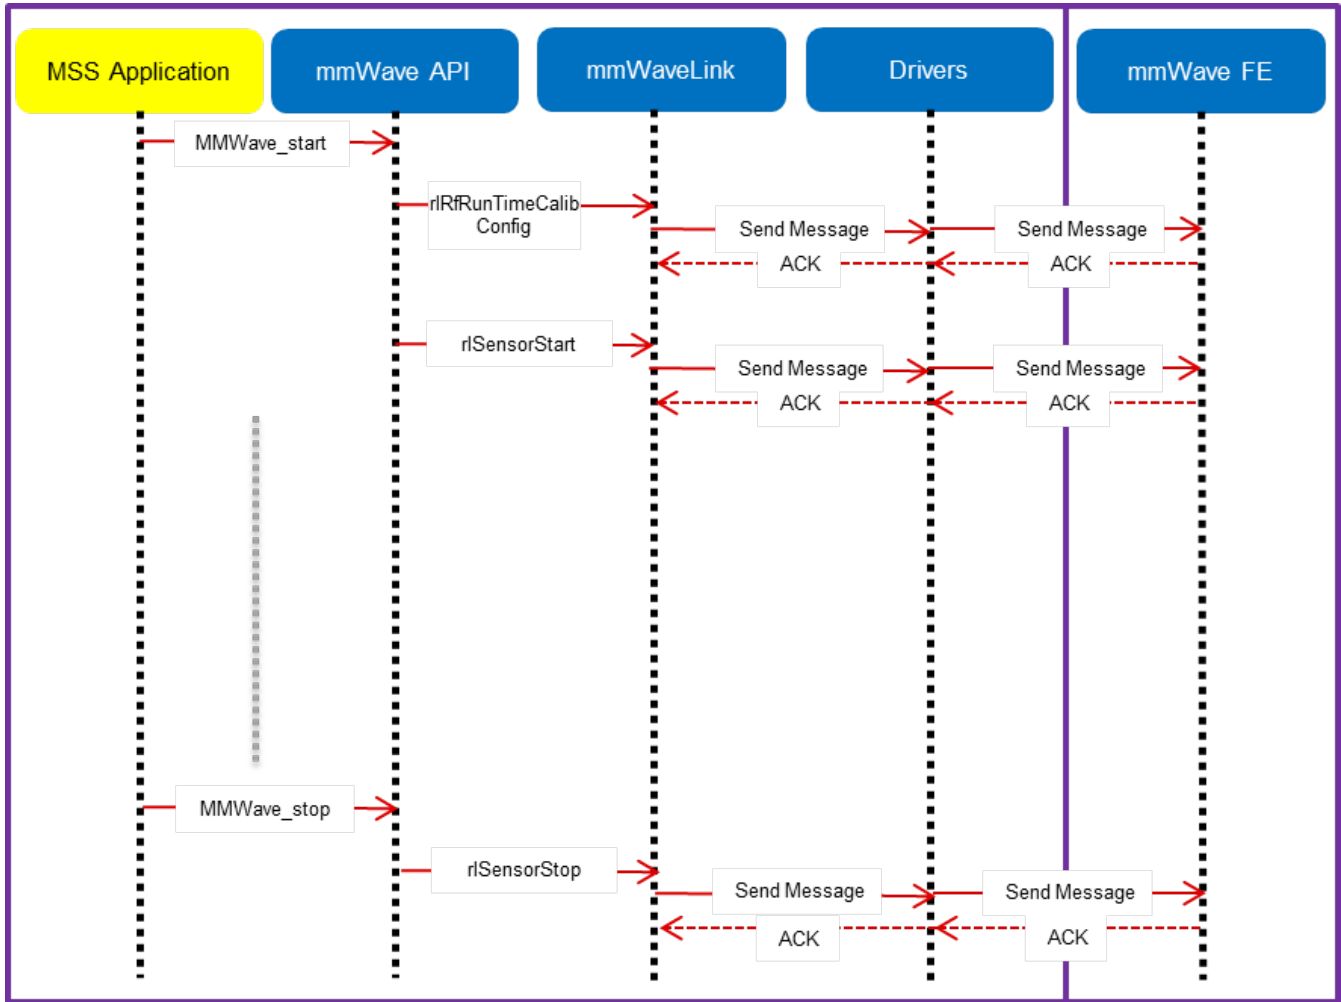 MSS Application
mmWave API
mmWaveLink
Drivers
mmWave FE
MMWave_start
rlRfRunTimeCalib
Config
Send Message
Send Message
ACK
ACK
rlSensorStart
Send Message
Send Message
ACK
ACK
MMWave_stop
rlSensorStop
Send Message
Send Message
ACK
ACK